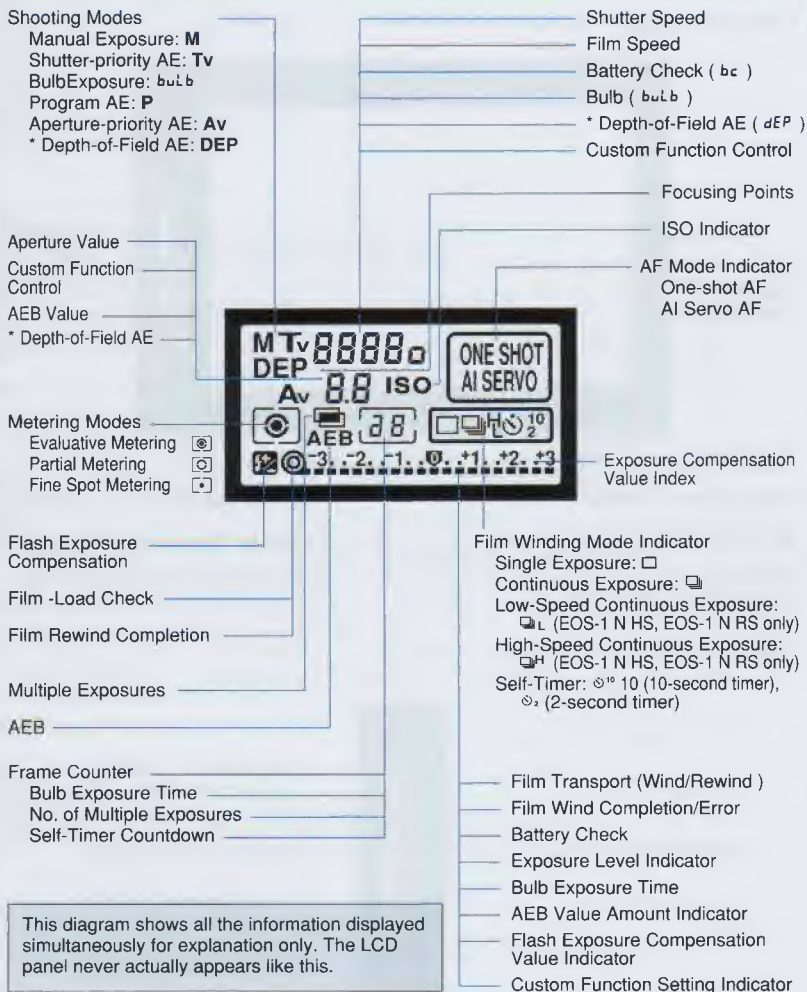 Shooting Modes
Manual Exposure: M
Shutter-priority AE: Tv
BulbExposure: buLb
Program AE: P
Aperture-priority AE: Av
* Depth-of-Field AE: DEP
Shutter Speed
Film Speed
Battery Check ( bc )
Bulb ( buLb )
* Depth-of-Field AE ( dEP )
Custom Function Control
Focusing Points
ISO Indicator
AF Mode Indicator
One-shot AF
AI Servo AF
Aperture Value
Custom Function
Control
AEB Value
* Depth-of-Field AE
M Tv 8888
DEP
Av 8.8 ISO
ONE SHOT
AI SERVO
AEB 38
H L 10 2
-3. .-2. .-1. .0. .+1. .+2. .+3
Metering Modes
Evaluative Metering
Partial Metering
Fine Spot Metering
Exposure Compensation
Value Index
Flash Exposure
Compensation
Film -Load Check
Film Rewind Completion
Multiple Exposures
AEB
Frame Counter
Bulb Exposure Time
No. of Multiple Exposures
Self-Timer Countdown
Film Winding Mode Indicator
Single Exposure:
Continuous Exposure:
Low-Speed Continuous Exposure:
L (EOS-1 N HS, EOS-1 N RS only)
High-Speed Continuous Exposure:
H (EOS-1 N HS, EOS-1 N RS only)
Self-Timer: 10 10 (10-second timer),
2 (2-second timer)
Film Transport (Wind/Rewind )
Film Wind Completion/Error
Battery Check
Exposure Level Indicator
Bulb Exposure Time
AEB Value Amount Indicator
Flash Exposure Compensation
Value Indicator
Custom Function Setting Indicator
This diagram shows all the information displayed
simultaneously for explanation only. The LCD
panel never actually appears like this.